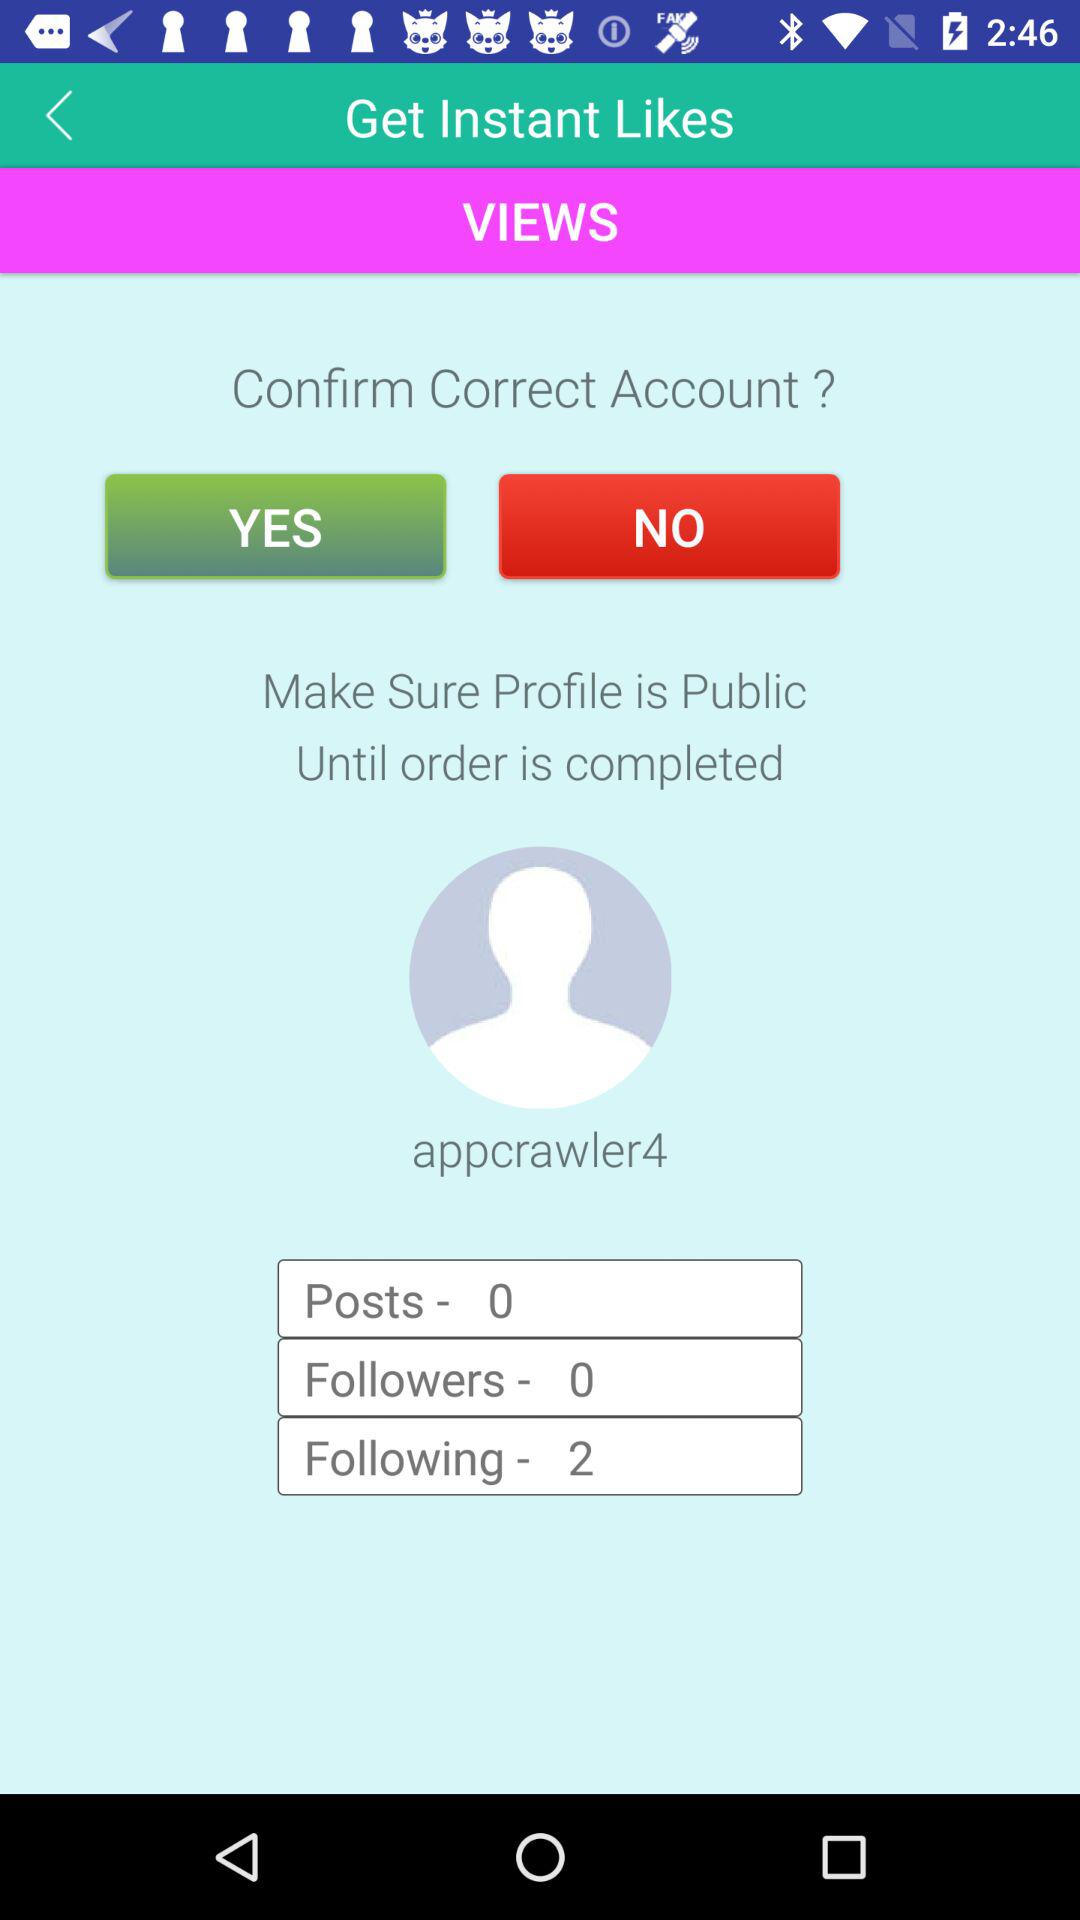 FAKE 2:46
Get Instant Likes
VIEWS
Confirm Correct Account ?
YES NO
Make Sure Profile is Public
Until order is completed
appcrawler4
Posts - 0
Followers - 0
Following - 2